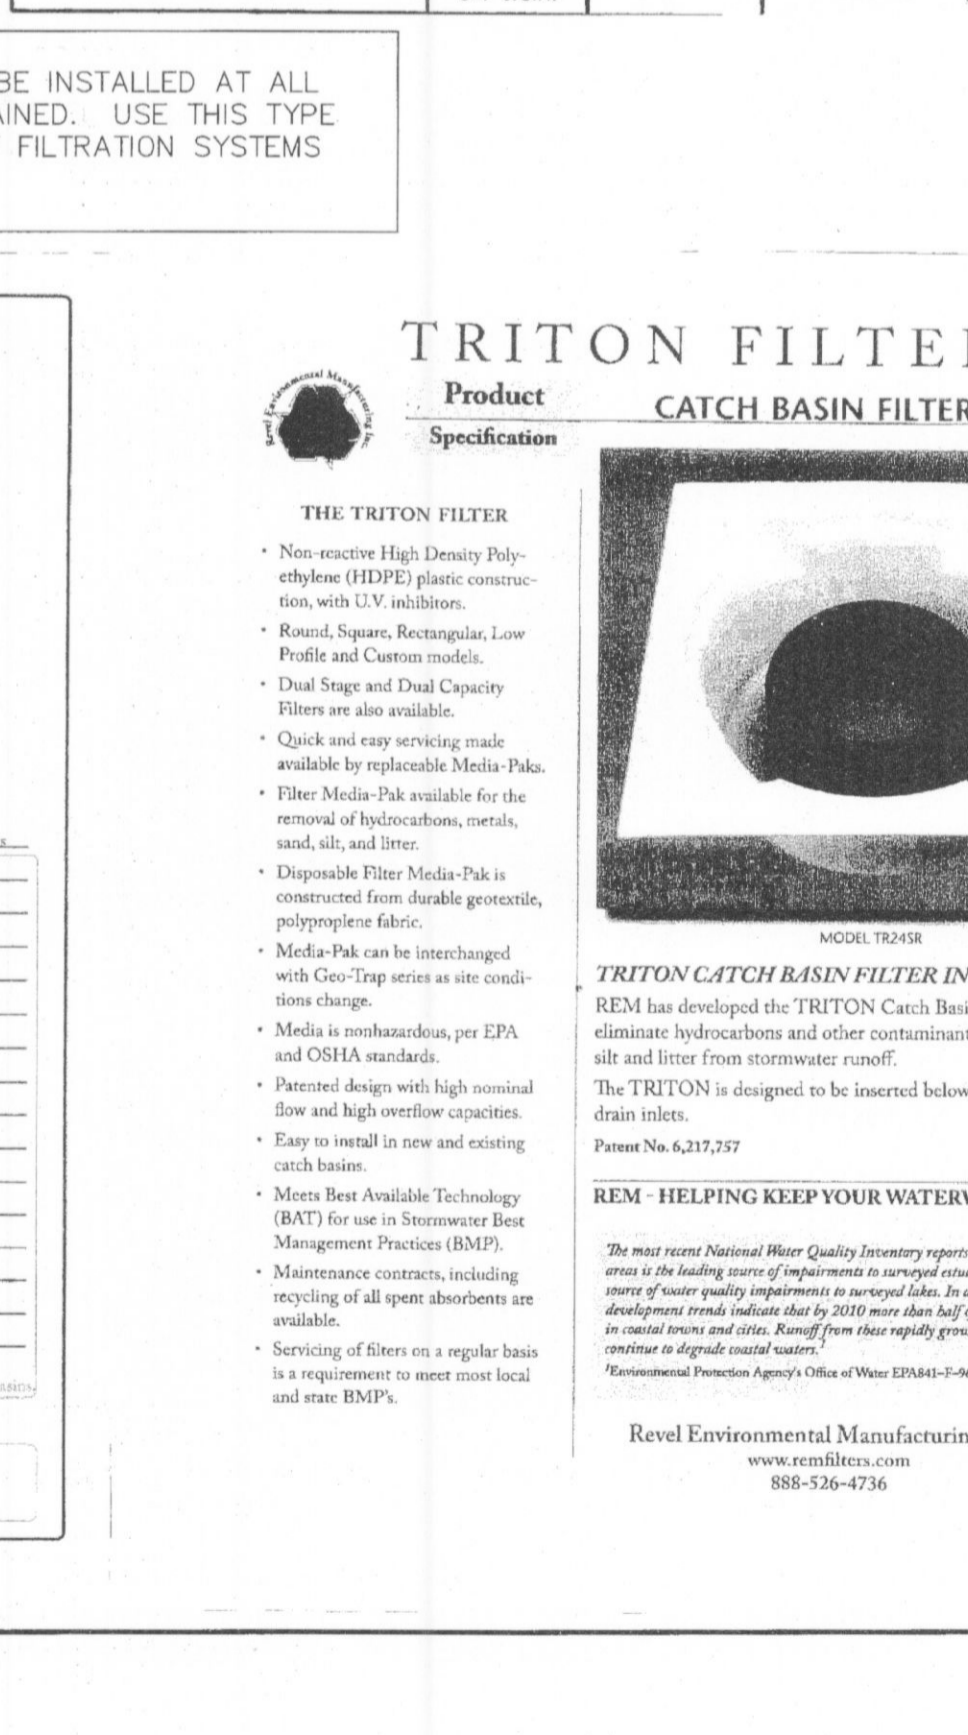 BE INSTALLED AT ALL
AINED. USE THIS TYPE
FILTRATION SYSTEMS
TRITON FILTE
Revel Environmental Manufacturing Inc.
Product
Specification
CATCH BASIN FILTER
THE TRITON FILTER
• Non-reactive High Density Poly-
ethylene (HDPE) plastic construc-
tion, with U.V. inhibitors.
• Round, Square, Rectangular, Low
Profile and Custom models.
• Dual Stage and Dual Capacity
Filters are also available.
• Quick and easy servicing made
available by replaceable Media-Paks.
• Filter Media-Pak available for the
removal of hydrocarbons, metals,
sand, silt, and litter.
• Disposable Filter Media-Pak is
constructed from durable geotextile,
polyproplene fabric.
• Media-Pak can be interchanged
with Geo-Trap series as site condi-
tions change.
• Media is nonhazardous, per EPA
and OSHA standards.
• Patented design with high nominal
flow and high overflow capacities.
• Easy to install in new and existing
catch basins.
• Meets Best Available Technology
(BAT) for use in Stormwater Best
Management Practices (BMP).
• Maintenance contracts, including
recycling of all spent absorbents are
available.
• Servicing of filters on a regular basis
is a requirement to meet most local
and state BMP's.
MODEL TR24SR
TRITON CATCH BASIN FILTER IN
REM has developed the TRITON Catch Basi
eliminate hydrocarbons and other contaminant
silt and litter from stormwater runoff.
The TRITON is designed to be inserted below
drain inlets.
Patent No. 6,217,757
REM - HELPING KEEP YOUR WATERW
The most recent National Water Quality Inventory reports
areas is the leading source of impairments to surveyed estu
source of water quality impairments to surveyed lakes. In a
development trends indicate that by 2010 more than half
in coastal towns and cities. Runoff from these rapidly grow
continue to degrade coastal waters.¹
¹Environmental Protection Agency's Office of Water EPA841-F-96
Revel Environmental Manufacturin
www.remfilters.com
888-526-4736
asins.